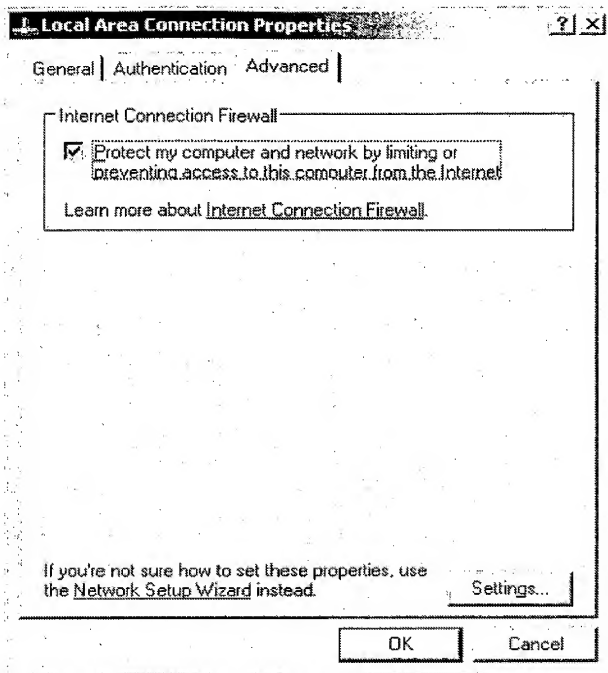 Local Area Connection Properties
? X
General Authentication Advanced
Internet Connection Firewall
Protect my computer and network by limiting or
preventing access to this computer from the Internet
Learn more about Internet Connection Firewall.
If you're not sure how to set these properties, use
the Network Setup Wizard instead.
Settings...
OK Cancel